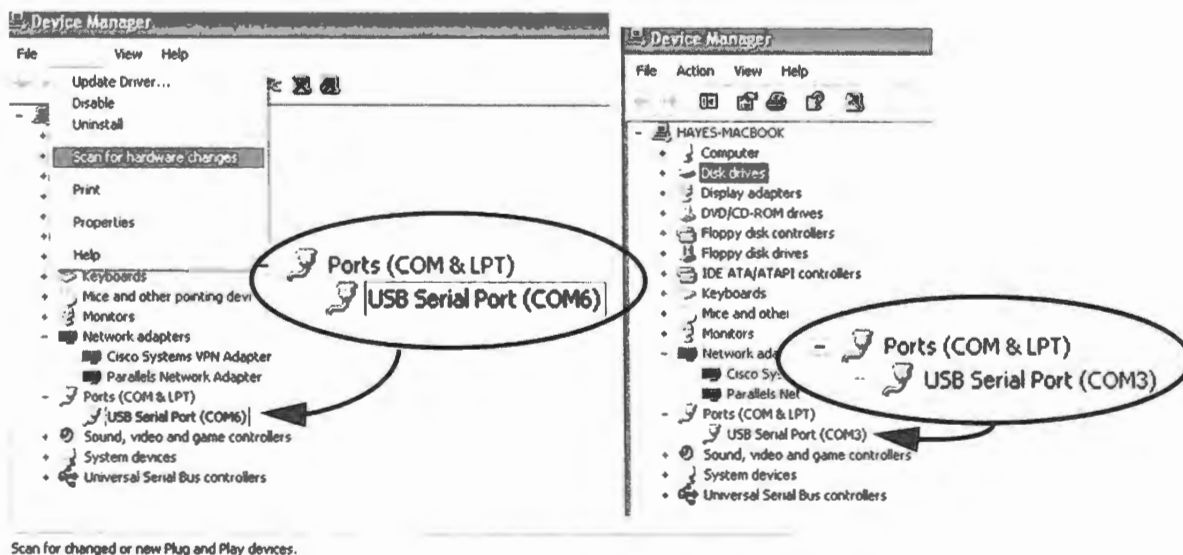 Device Manager
File View Help
Update Driver...
Disable
Uninstall
Scan for hardware changes
Print
Properties
Help
Keyboards
Mice and other pointing devi
Monitors
Network adapters
Cisco Systems VPN Adapter
Parallels Network Adapter
Ports (COM & LPT)
USB Serial Port (COM6)
Sound, video and game controllers
System devices
Universal Serial Bus controllers
Scan for changed or new Plug and Play devices.
Ports (COM & LPT)
USB Serial Port (COM6)
Device Manager
File Action View Help
HAYES-MACBOOK
Computer
Disk drives
Display adapters
DVD/CD-ROM drives
Floppy disk controllers
Floppy disk drives
IDE ATA/ATAPI controllers
Keyboards
Mice and other
Monitors
Network ada
Cisco Sys
Parallels Net
Ports (COM & LPT)
USB Serial Port (COM3)
Sound, video and game controllers
System devices
Universal Serial Bus controllers
Ports (COM & LPT)
USB Serial Port (COM3)